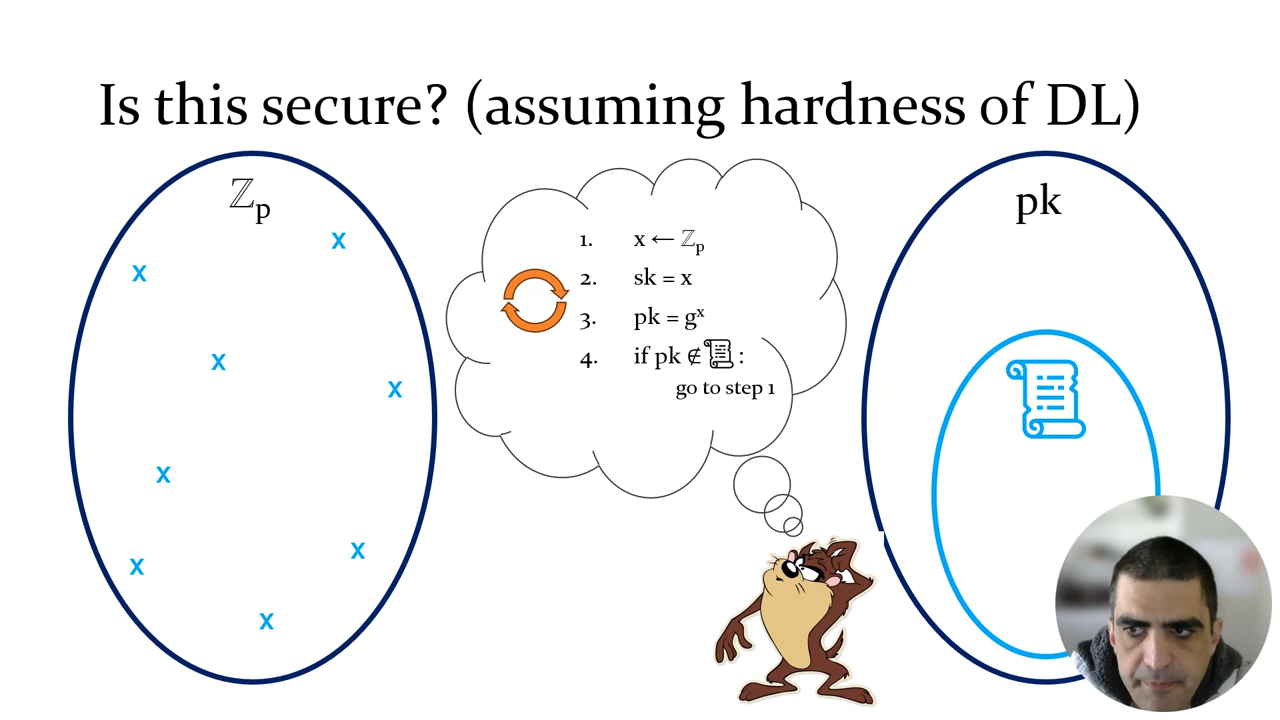 Is this secure? (assuming hardness of DL)
ℤp
x
x
x
x
x
x
x
x
1. x ← ℤp
2. sk = x
3. pk = gˣ
4. if pk ∉ :
go to step 1
pk